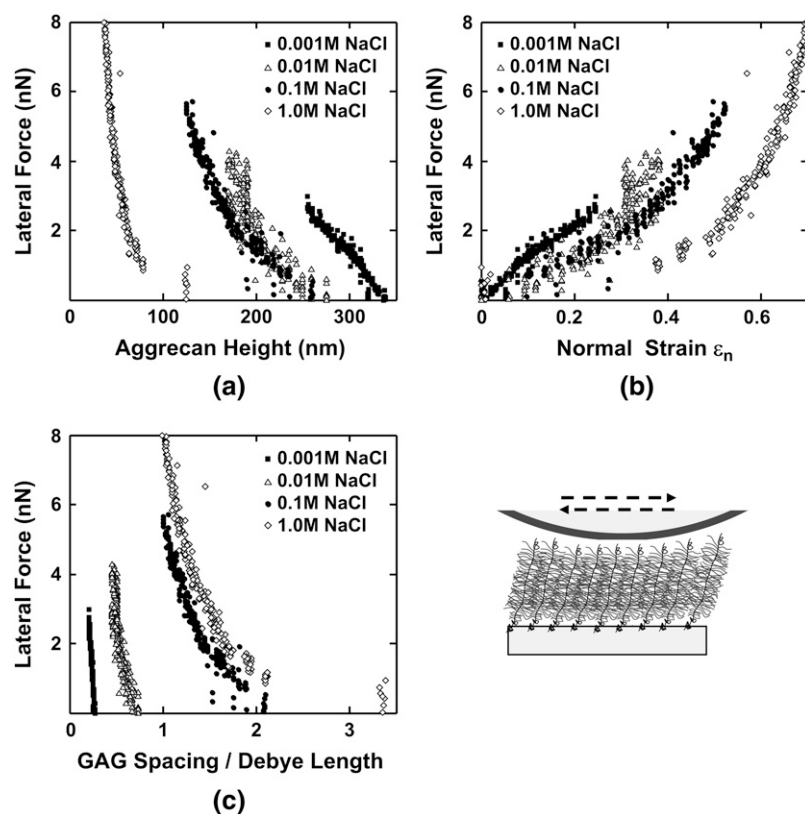 8
6
4
2
Lateral Force (nN)
0.001M NaCl
0.01M NaCl
0.1M NaCl
1.0M NaCl
0 100 200 300
Aggrecan Height (nm)
(a)
8
6
4
2
Lateral Force (nN)
0.001M NaCl
0.01M NaCl
0.1M NaCl
1.0M NaCl
0 0.2 0.4 0.6
Normal Strain εn
(b)
8
6
4
2
Lateral Force (nN)
0.001M NaCl
0.01M NaCl
0.1M NaCl
1.0M NaCl
0 1 2 3
GAG Spacing / Debye Length
(c)